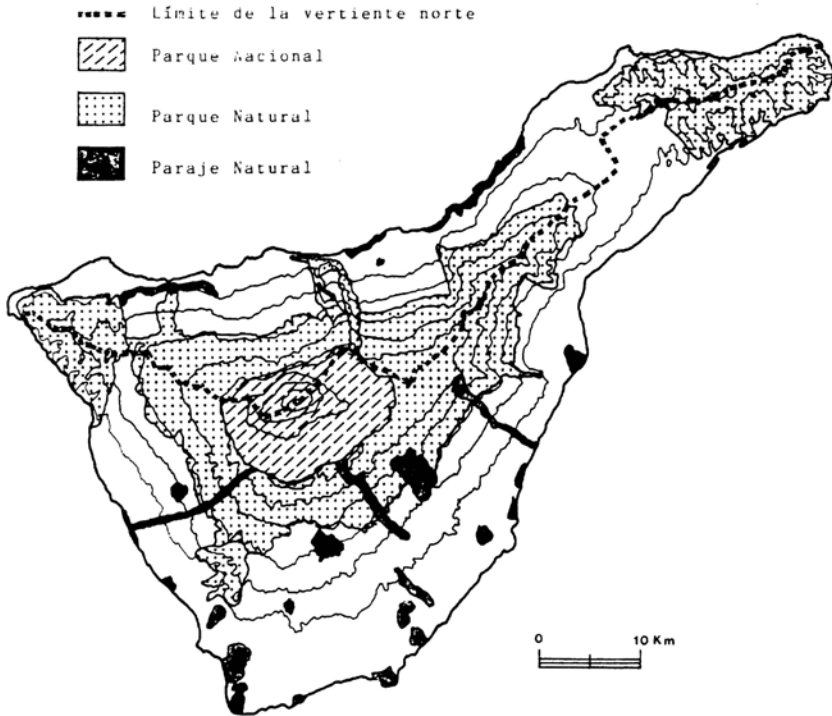 Límite de la vertiente norte
Parque Nacional
Parque Natural
Paraje Natural
0 10 Km